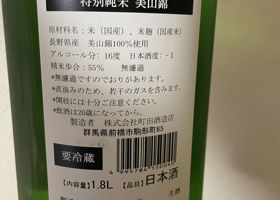 特別純米 美山錦
原材料名：米（国産）、米麹（国産米）
長野県産 美山錦100％使用
アルコール分：16度 日本酒度：-1
精米歩合：55％ 無濾過
*無濾過ですのでおりがあります。
*直汲みのため、若干のガスを含みます。
*開栓には十分ご注意ください。
*飲酒は20歳になってから。
製造者 株式会社町田酒造店
群馬県前橋市駒形町65
要冷蔵
4995784150040
【内容量】1.8L 【品目】日本酒
生酒